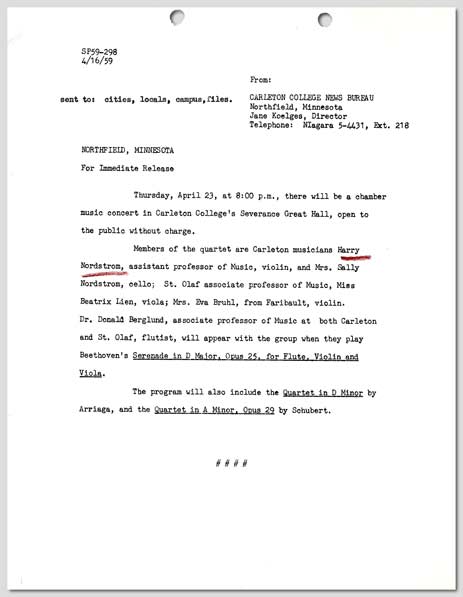 SP59-298
4/16/59
From:
sent to: cities, locals, campus,files.
CARLETON COLLEGE NEWS BUREAU
Northfield, Minnesota
Jane Koelges, Director
Telephone: NIagara 5-4431, Ext. 218
NORTHFIELD, MINNESOTA
For Immediate Release
Thursday, April 23, at 8:00 p.m., there will be a chamber
music concert in Carleton College's Severance Great Hall, open to
the public without charge.
Members of the quartet are Carleton musicians Harry
Nordstrom, assistant professor of Music, violin, and Mrs. Sally
Nordstrom, cello; St. Olaf associate professor of Music, Miss
Beatrix Lien, viola; Mrs. Eva Bruhl, from Faribault, violin.
Dr. Donald Berglund, associate professor of Music at both Carleton
and St. Olaf, flutist, will appear with the group when they play
Beethoven's Serenade in D Major, Opus 25, for Flute, Violin and
Viola.
The program will also include the Quartet in D Minor by
Arriaga, and the Quartet in A Minor, Opus 29 by Schubert.
# # # #